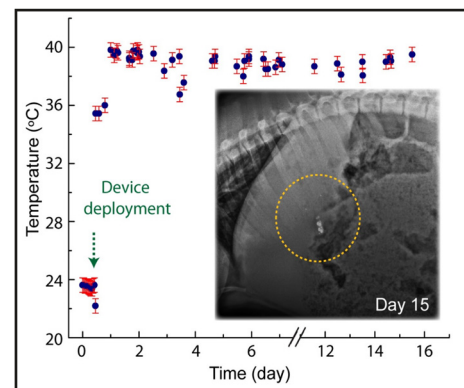 40
36
32
28
24
20
Temperature (oC)
Device
deployment
Day 15
0 2 4 6 // 12 14 16
Time (day)